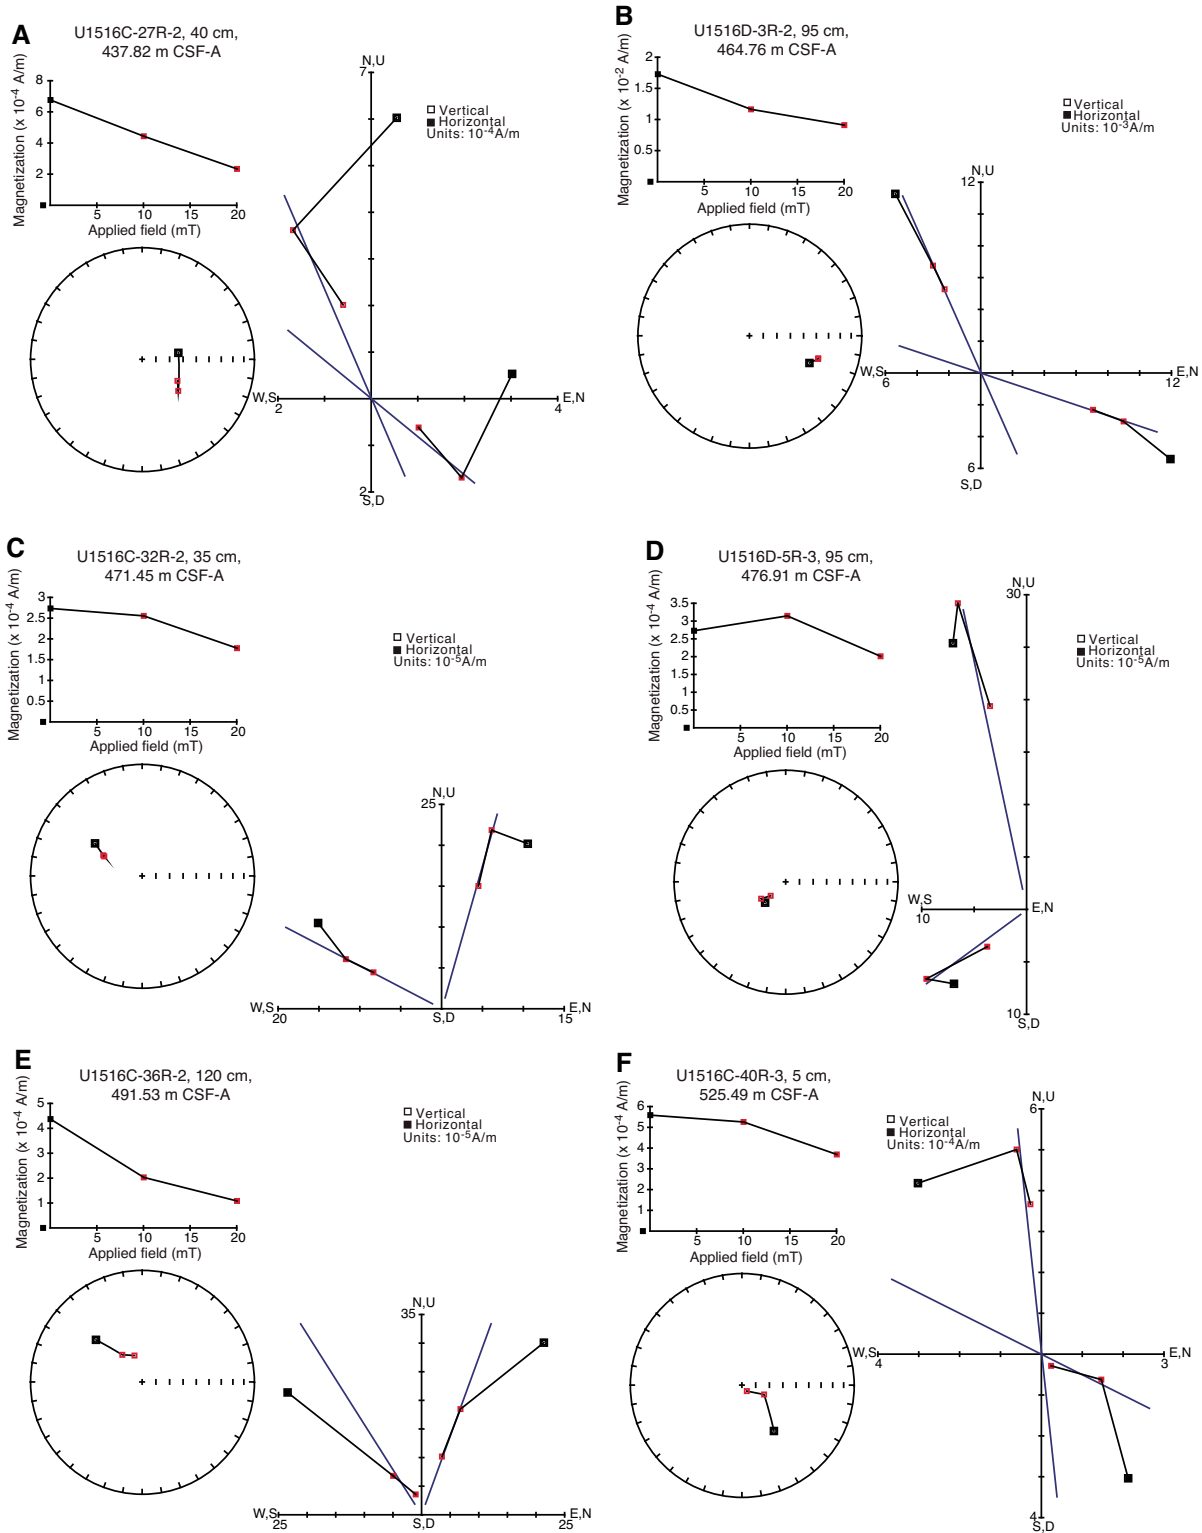 A
U1516C-27R-2, 40 cm,
437.82 m CSF-A
Magnetization (x 10-4 A/m)
8
6
4
2
5
10
15
20
Applied field (mT)
N,U
7
Vertical
Horizontal
Units: 10-4A/m
W,S
2
E,N
4
2
S,D
B
U1516D-3R-2, 95 cm,
464.76 m CSF-A
Magnetization (x 10-2 A/m)
2
1.5
1
0.5
5
10
15
20
Applied field (mT)
Vertical
Horizontal
Units: 10-3A/m
N,U
12
W,S
6
E,N
12
6
S,D
C
U1516C-32R-2, 35 cm,
471.45 m CSF-A
Magnetization (x 10-4 A/m)
3
2.5
2
1.5
1
0.5
5
10
15
20
Applied field (mT)
Vertical
Horizontal
Units: 10-5A/m
N,U
25
W,S
20
S,D
E,N
15
D
U1516D-5R-3, 95 cm,
476.91 m CSF-A
Magnetization (x 10-4 A/m)
3.5
3
2.5
2
1.5
1
0.5
5
10
15
20
Applied field (mT)
N,U
30
Vertical
Horizontal
Units: 10-5A/m
W,S
10
E,N
10
S,D
E
U1516C-36R-2, 120 cm,
491.53 m CSF-A
Magnetization (x 10-4 A/m)
5
4
3
2
1
5
10
15
20
Applied field (mT)
Vertical
Horizontal
Units: 10-5A/m
N,U
35
W,S
25
S,D
E,N
25
F
U1516C-40R-3, 5 cm,
525.49 m CSF-A
Magnetization (x 10-4 A/m)
6
5
4
3
2
1
5
10
15
20
Applied field (mT)
N,U
6
Vertical
Horizontal
Units: 10-4A/m
W,S
4
E,N
3
4
S,D